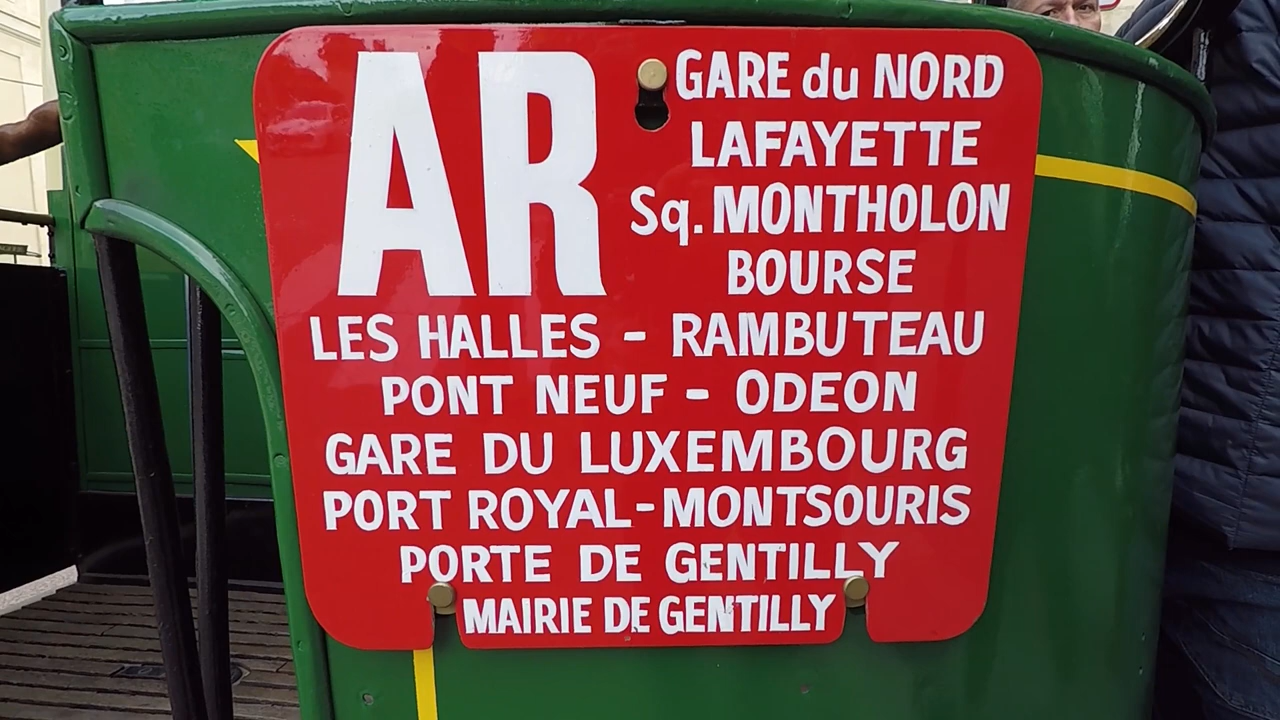 AR
GARE du NORD
LAFAYETTE
Sq. MONTHOLON
BOURSE
LES HALLES - RAMBUTEAU
PONT NEUF - ODEON
GARE DU LUXEMBOURG
PORT ROYAL-MONTSOURIS
PORTE DE GENTILLY
MAIRIE DE GENTILLY